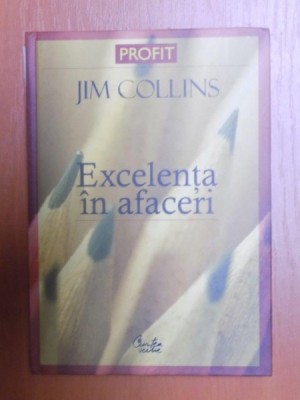 PROFIT
JIM COLLINS
Excelența
în afaceri
Curtea
veche